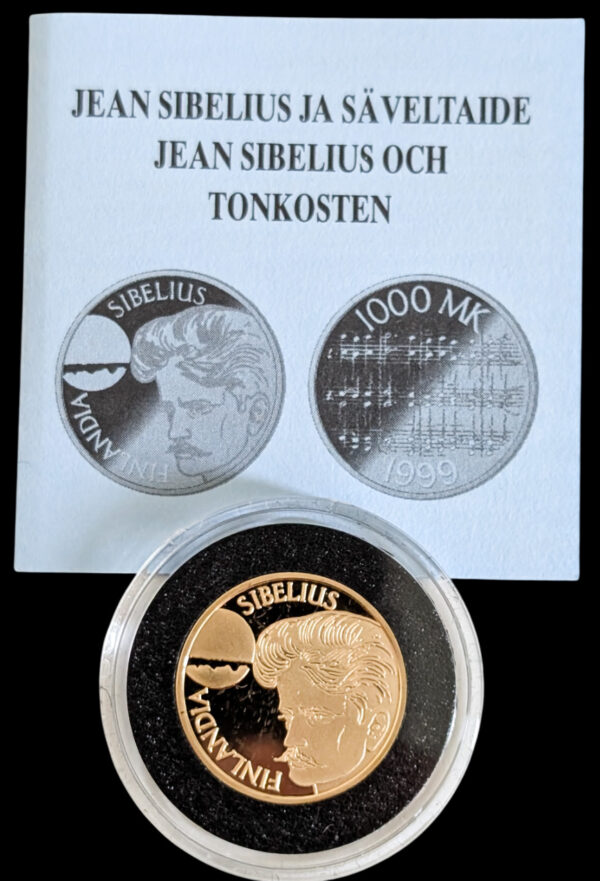 JEAN SIBELIUS JA SÄVELTAIDE
JEAN SIBELIUS OCH
TONKOSTEN
SIBELIUS
FINLANDIA
1000 MK
1999
SIBELIUS
FINLANDIA